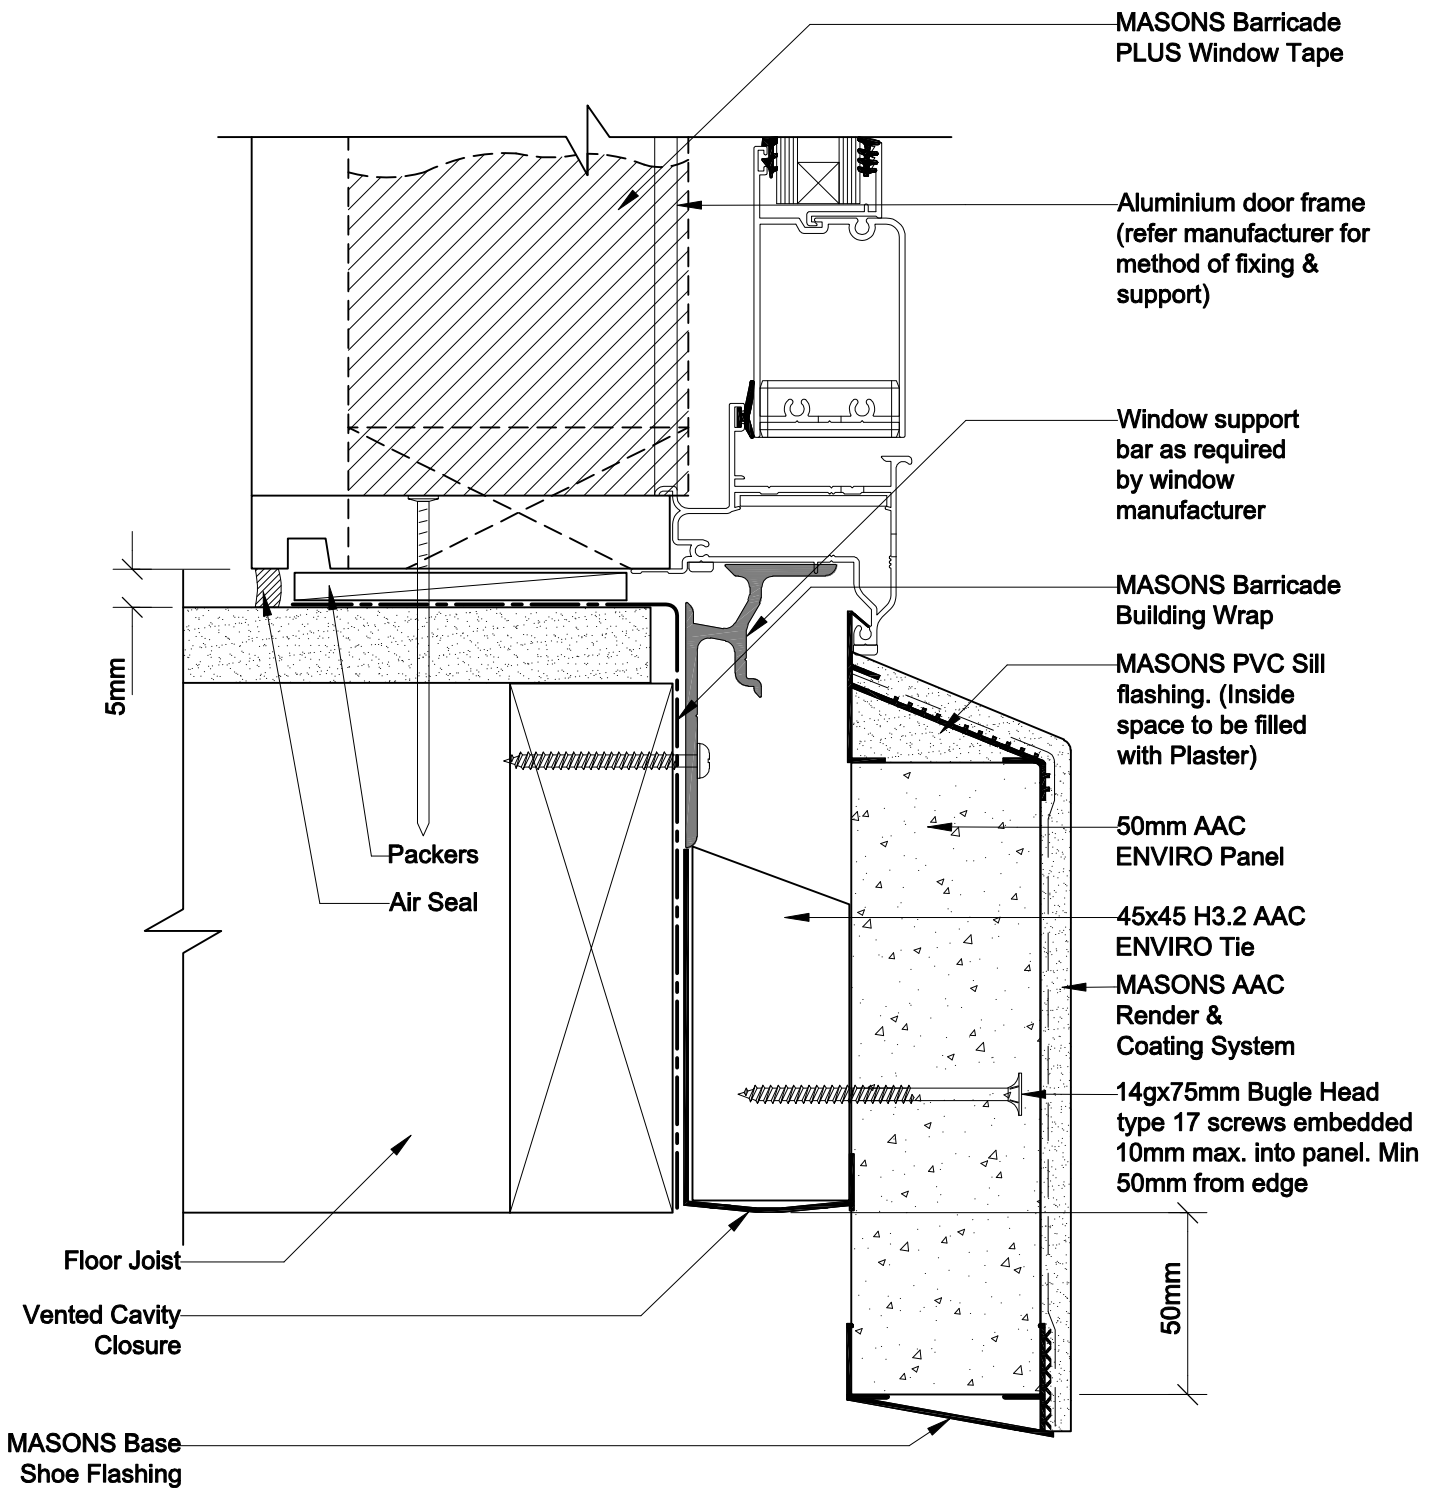 MASONS Barricade
PLUS Window Tape
Aluminium door frame
(refer manufacturer for
method of fixing &
support)
Window support
bar as required
by window
manufacturer
MASONS Barricade
Building Wrap
MASONS PVC Sill
flashing. (Inside
space to be filled
with Plaster)
50mm AAC
ENVIRO Panel
45x45 H3.2 AAC
ENVIRO Tie
MASONS AAC
Render &
Coating System
14gx75mm Bugle Head
type 17 screws embedded
10mm max. into panel. Min
50mm from edge
5mm
Packers
Air Seal
Floor Joist
Vented Cavity
Closure
50mm
MASONS Base
Shoe Flashing